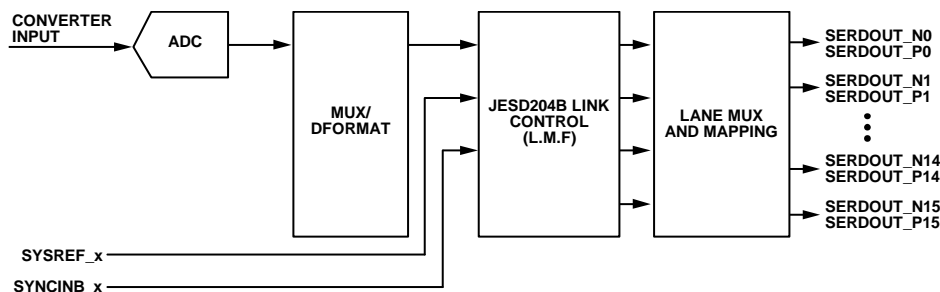 CONVERTER
INPUT
ADC
MUX/
DFORMAT
JESD204B LINK
CONTROL
(L.M.F)
LANE MUX
AND MAPPING
SERDOUT_N0
SERDOUT_P0
SERDOUT_N1
SERDOUT_P1
SERDOUT_N14
SERDOUT_P14
SERDOUT_N15
SERDOUT_P15
SYSREF_x
SYNCINB_x